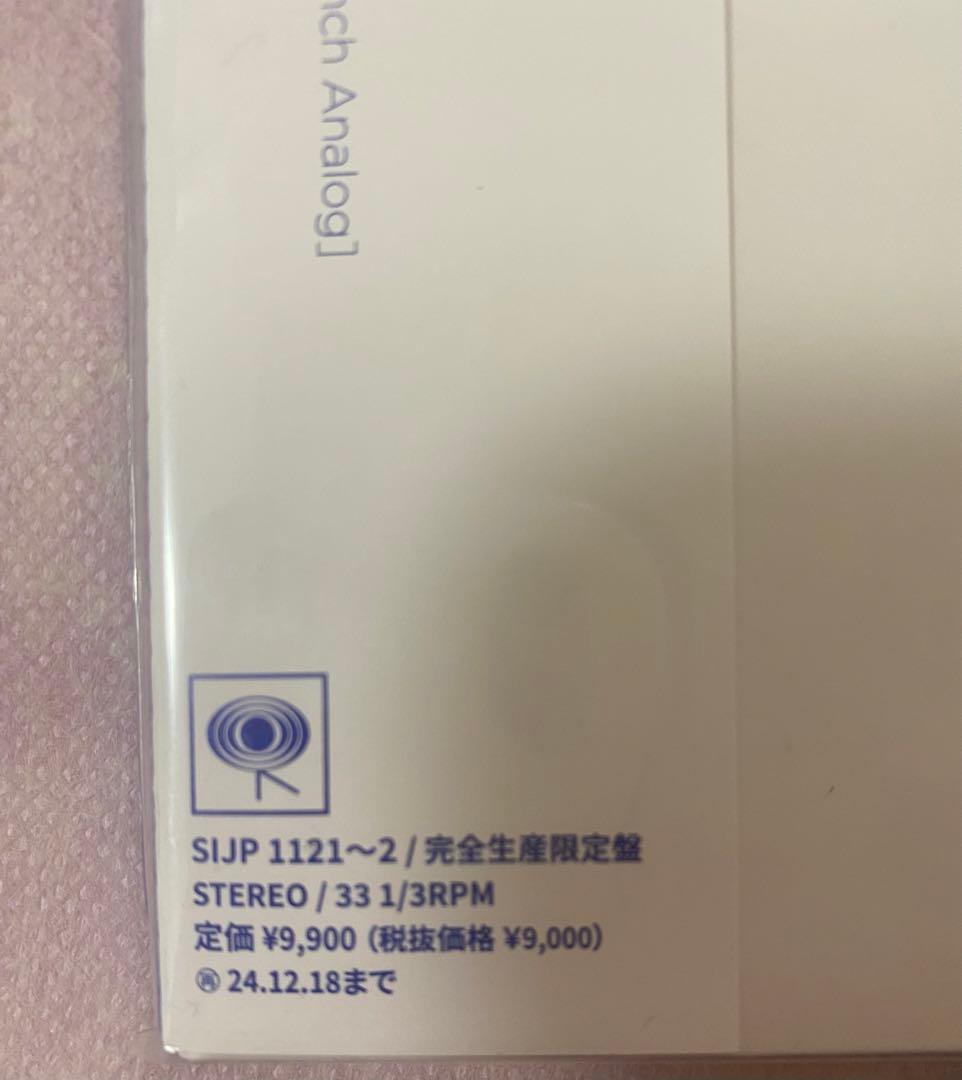 nch Analog]
SIJP 1121～2 / 完全生産限定盤
STEREO / 33 1/3RPM
定価 ¥9,900（税抜価格 ¥9,000）
㊢ 24.12.18まで